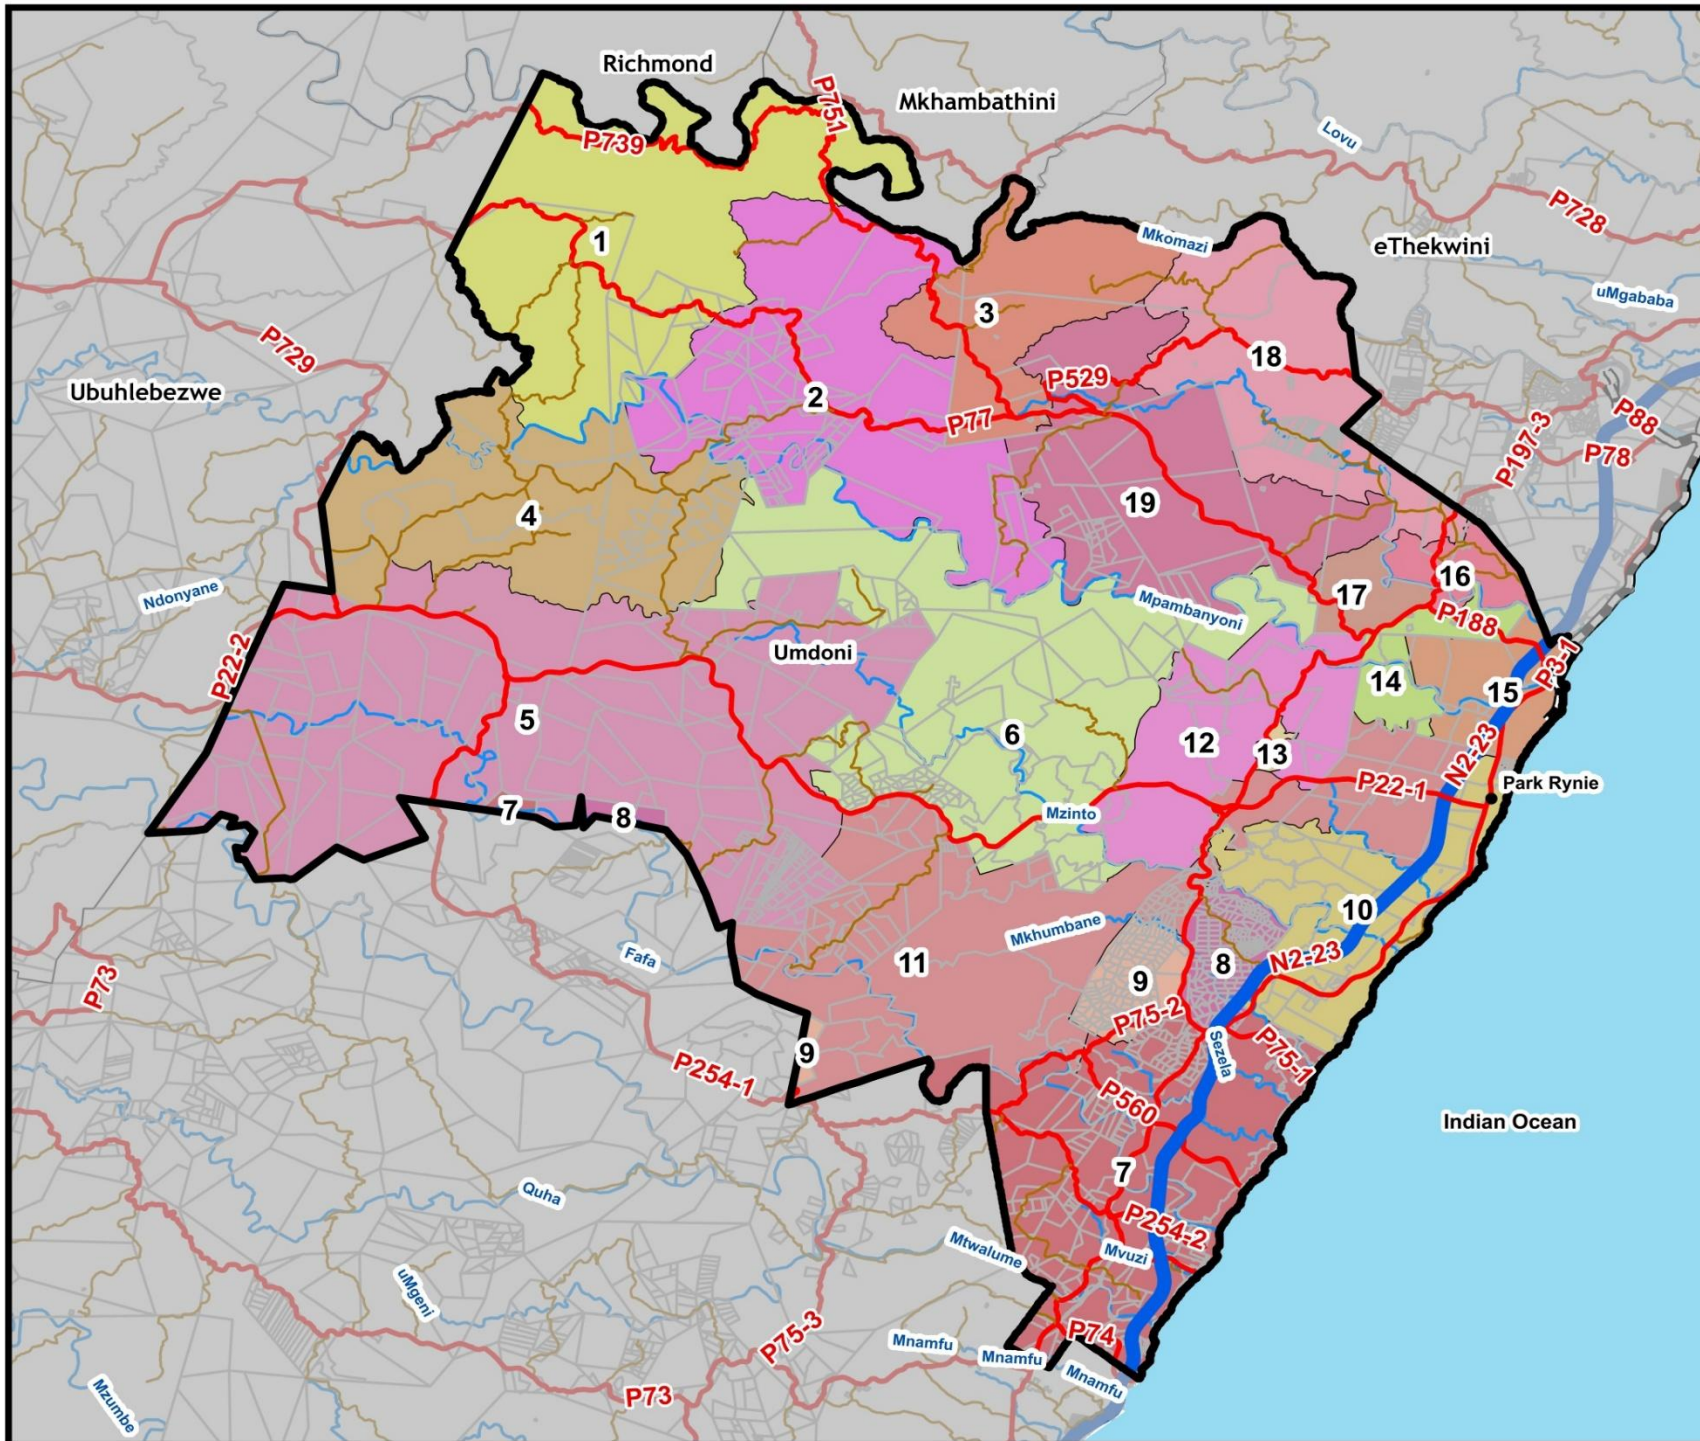 Richmond
Mkhambathini
P751
P739
Lovu
P728
1
Mkomazi
eThekwini
uMgababa
3
P729
18
Ubuhlebezwe
P529
2
P77
P88
P197-3
P78
19
4
16
Ndonyane
17
Mpambanyoni
P188
Umdoni
P22-2
P3-1
14
15
5
6
12
13
N2-23
P22-1
Park Rynie
7
8
Mzinto
10
Mkhumbane
Fafa
11
9
8
N2-23
P73
P75-2
9
Sezela
P75-1
P254-1
P560
Indian Ocean
7
Quha
P254-2
Mtwalume
Mvuzi
uMgeni
P75-3
P74
Mnamfu
Mnamfu
Mnamfu
P73
Mzumbe